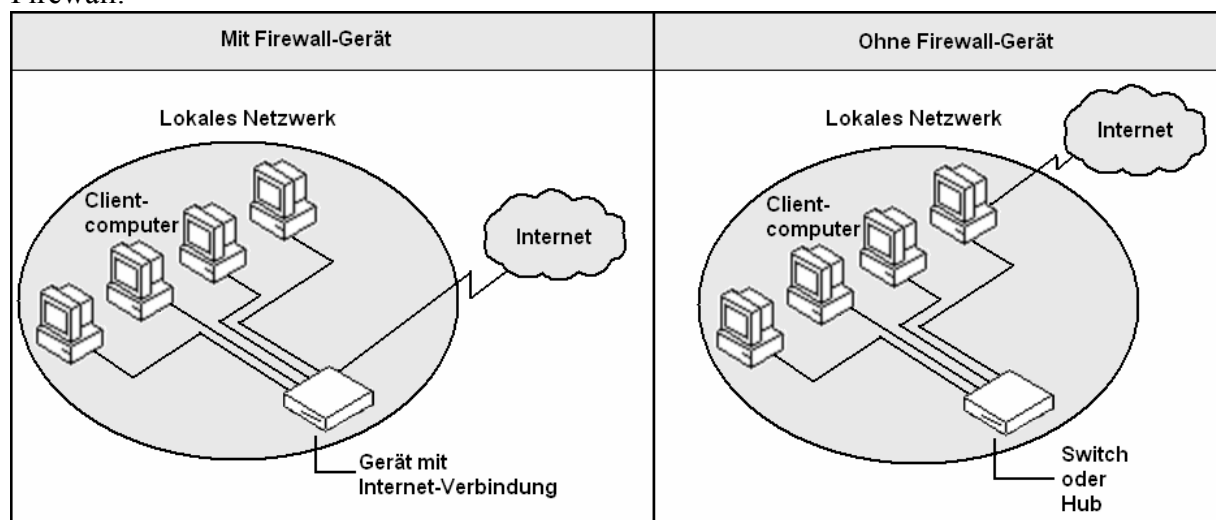 Firewall.
Mit Firewall-Gerät
Lokales Netzwerk
Client-
computer
Internet
Gerät mit
Internet-Verbindung
Ohne Firewall-Gerät
Lokales Netzwerk
Internet
Client-
computer
Switch
oder
Hub